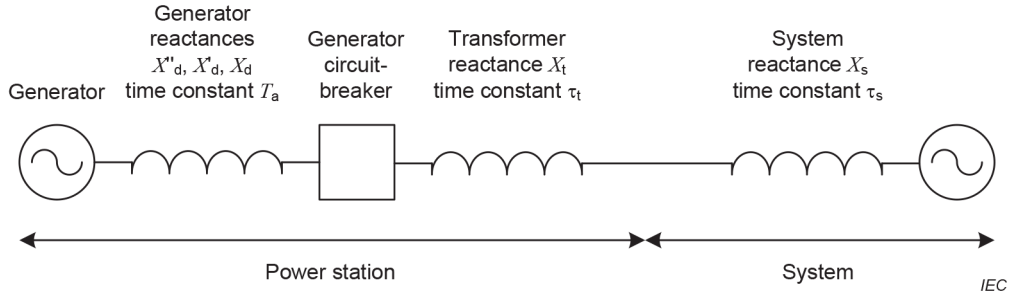 Generator
Generator
reactances
X"d, X'd, Xd
time constant Ta
Generator
circuit-
breaker
Transformer
reactance Xt
time constant τt
System
reactance Xs
time constant τs
Power station
System
IEC